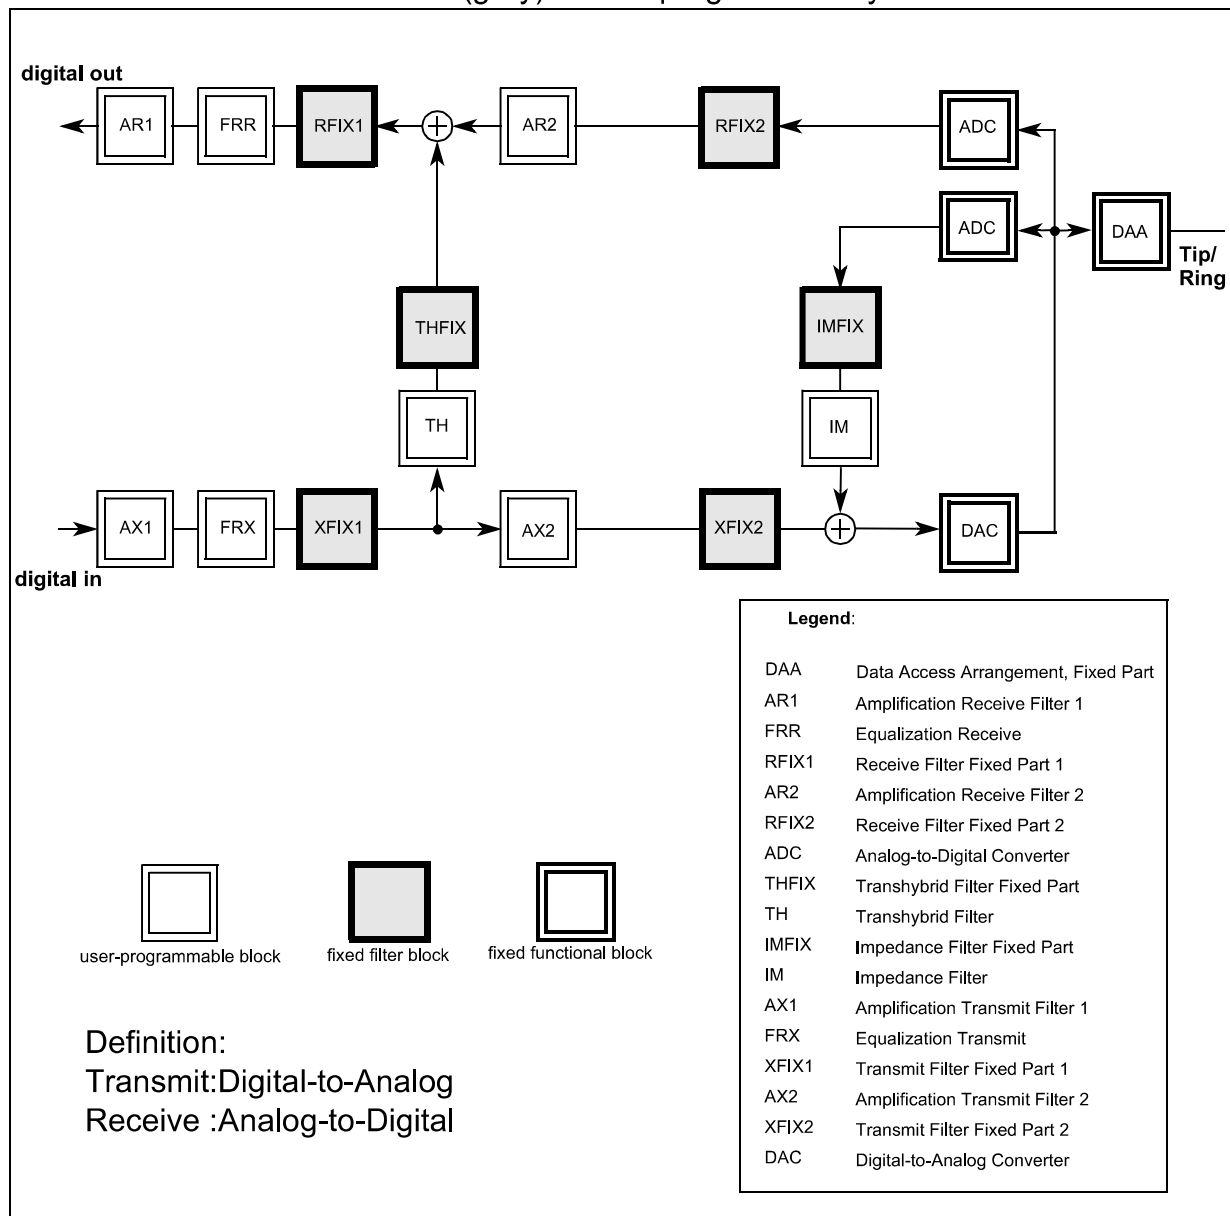 digital out
AR1
FRR
RFIX1
AR2
RFIX2
ADC
ADC
DAA
Tip/
Ring
THFIX
IMFIX
TH
IM
AX1
FRX
XFIX1
AX2
XFIX2
DAC
digital in
Legend:
DAA Data Access Arrangement, Fixed Part
AR1 Amplification Receive Filter 1
FRR Equalization Receive
RFIX1 Receive Filter Fixed Part 1
AR2 Amplification Receive Filter 2
RFIX2 Receive Filter Fixed Part 2
ADC Analog-to-Digital Converter
THFIX Transhybrid Filter Fixed Part
TH Transhybrid Filter
IMFIX Impedance Filter Fixed Part
IM Impedance Filter
AX1 Amplification Transmit Filter 1
FRX Equalization Transmit
XFIX1 Transmit Filter Fixed Part 1
AX2 Amplification Transmit Filter 2
XFIX2 Transmit Filter Fixed Part 2
DAC Digital-to-Analog Converter
user-programmable block
fixed filter block
fixed functional block
Definition:
Transmit:Digital-to-Analog
Receive :Analog-to-Digital